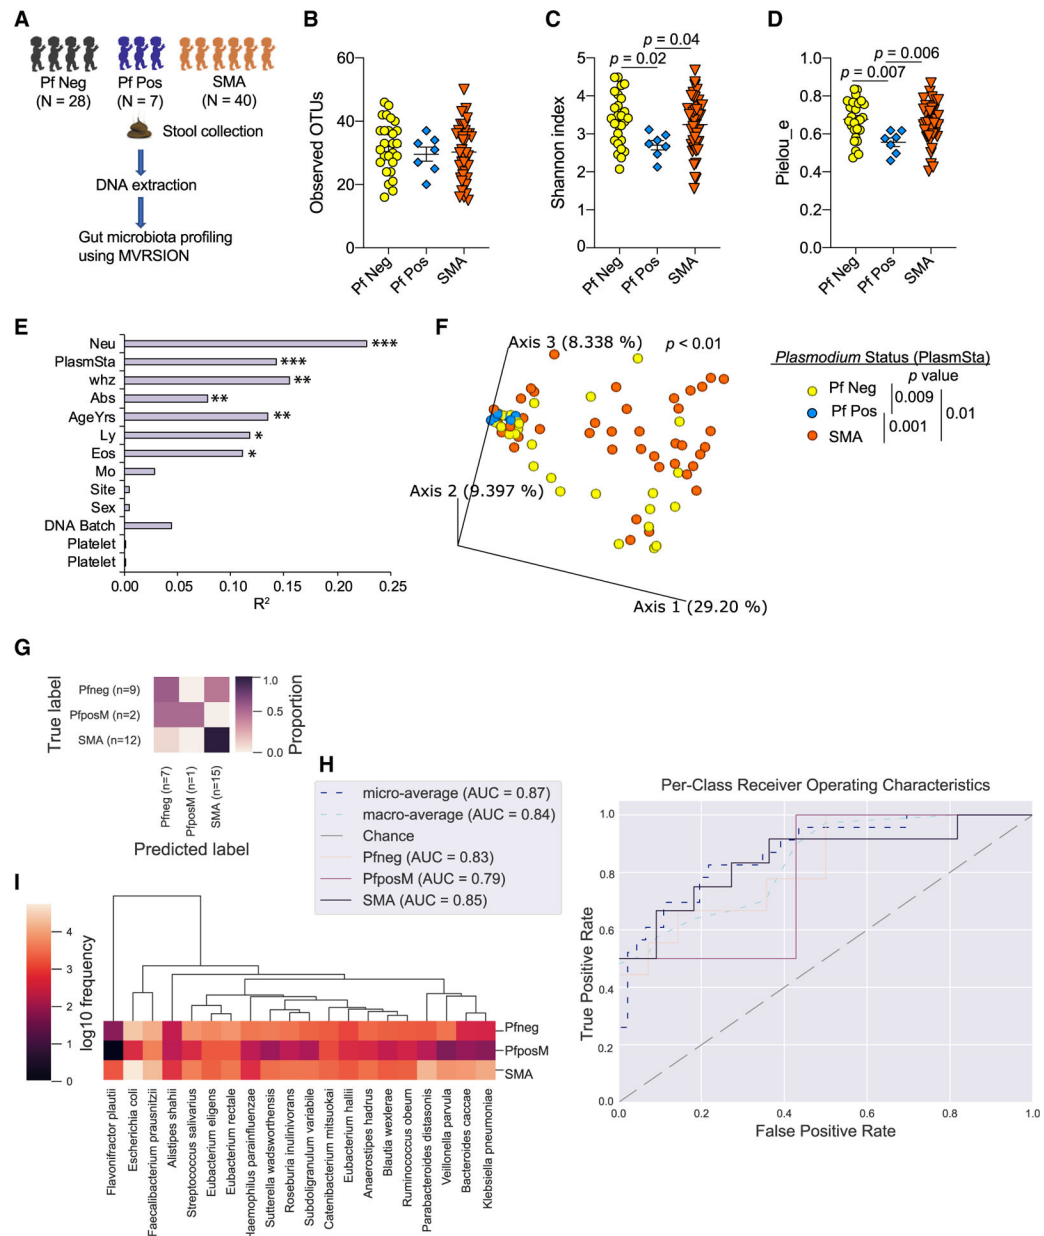 A
Pf Neg
(N = 28)
Pf Pos
(N = 7)
SMA
(N = 40)
Stool collection
DNA extraction
Gut microbiota profiling
using MVRSION
B
Observed OTUs
60
40
20
0
Pf Neg
Pf Pos
SMA
C
p = 0.04
p = 0.02
Shannon index
5
4
3
2
1
0
Pf Neg
Pf Pos
SMA
D
p = 0.006
p = 0.007
Pielou_e
1.0
0.8
0.6
0.4
0.2
0.0
Pf Neg
Pf Pos
SMA
E
Neu ***
PlasmSta ***
whz **
Abs **
AgeYrs **
Ly *
Eos *
Mo
Site
Sex
DNA Batch
Platelet
Platelet
0.00 0.05 0.10 0.15 0.20 0.25
R²
F
Axis 3 (8.338 %)
p < 0.01
Axis 2 (9.397 %)
Axis 1 (29.20 %)
Plasmodium Status (PlasmSta)
p value
Pf Neg
Pf Pos
SMA
0.009
0.001
0.01
G
True label
Pfneg (n=9)
PfposM (n=2)
SMA (n=12)
Pfneg (n=7)
PfposM (n=1)
SMA (n=15)
Predicted label
1.0
0.5
0.0
Proportion
H
micro-average (AUC = 0.87)
macro-average (AUC = 0.84)
Chance
Pfneg (AUC = 0.83)
PfposM (AUC = 0.79)
SMA (AUC = 0.85)
Per-Class Receiver Operating Characteristics
True Positive Rate
1.0
0.8
0.6
0.4
0.2
0.0
0.0 0.2 0.4 0.6 0.8 1.0
False Positive Rate
I
4
3
2
1
0
log10 frequency
Pfneg
PfposM
SMA
Flavonifractor plautii
Escherichia coli
Faecalibacterium prausnitzii
Alistipes shahii
Streptococcus salivarius
Eubacterium eligens
Eubacterium rectale
Haemophilus parainfluenzae
Sutterella wadsworthensis
Roseburia inulinivorans
Subdoligranulum variabile
Catenibacterium mitsuokai
Eubacterium hallii
Anaerostipes hadrus
Blautia wexlerae
Ruminococcus obeum
Parabacteroides distasonis
Veillonella parvula
Bacteroides caccae
Klebsiella pneumoniae